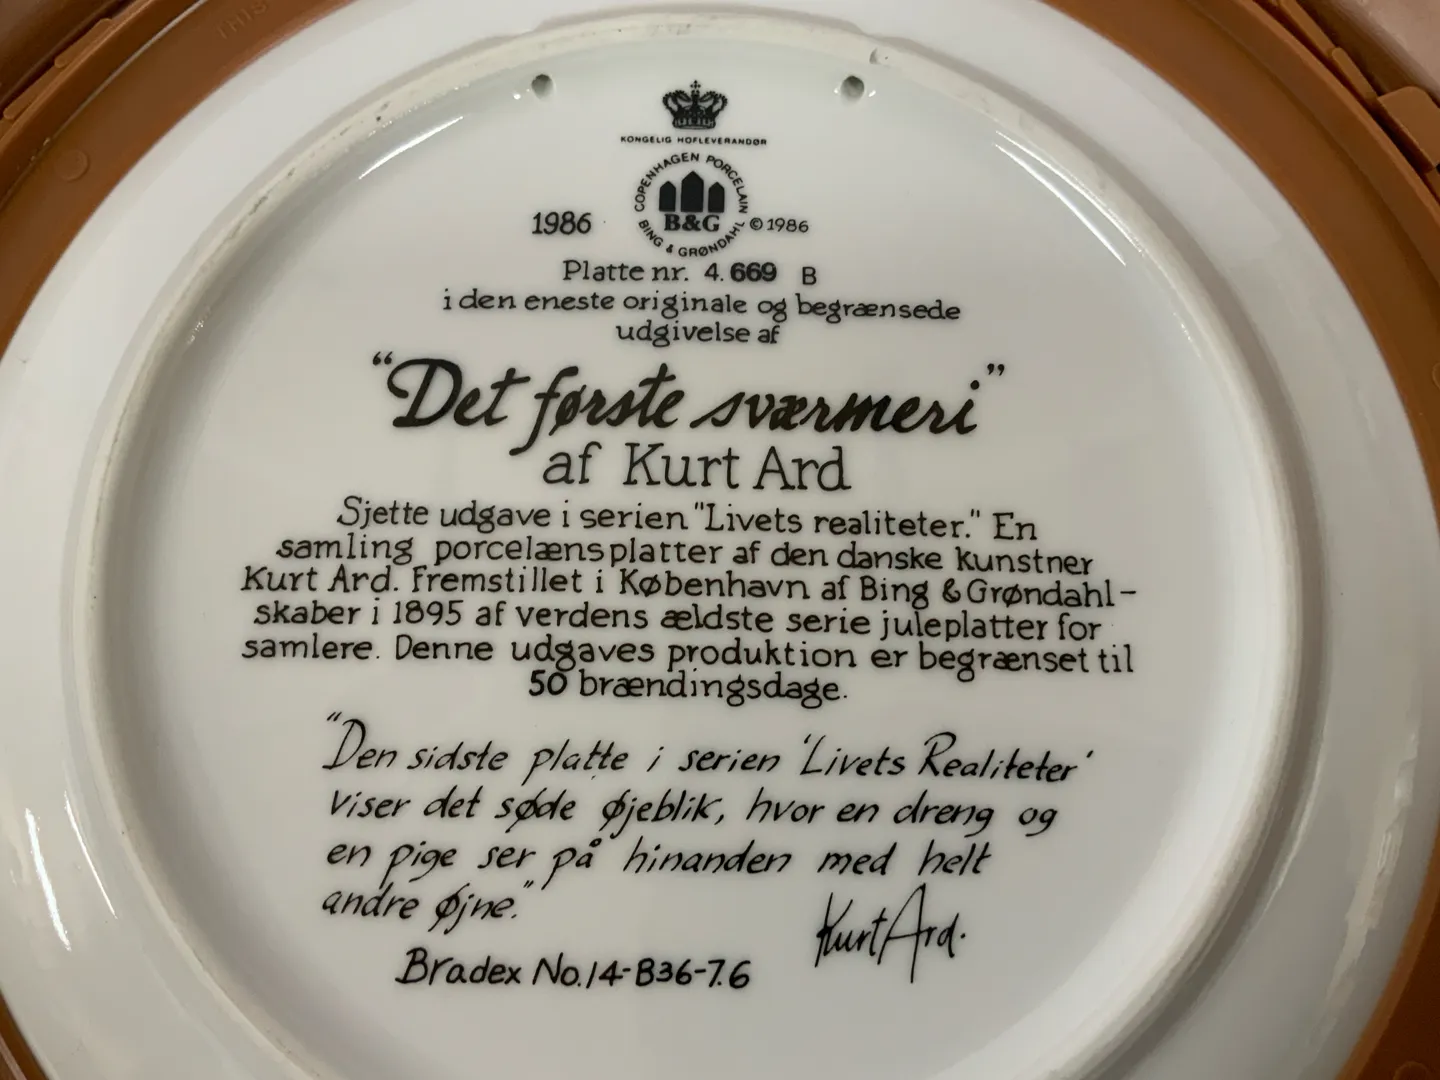 THIS
KONGELIG HOFLEVERANDØR
COPENHAGEN PORCELAIN
B&G
BING & GRØNDAHL
1986 ©1986
Platte nr. 4.669 B
i den eneste originale og begrænsede
udgivelse af
"Det første sværmeri"
af Kurt Ard
Sjette udgave i serien "Livets realiteter." En
samling porcelænsplatter af den danske kunstner
Kurt Ard. Fremstillet i København af Bing & Grøndahl-
skaber i 1895 af verdens ældste serie juleplatter for
samlere. Denne udgaves produktion er begrænset til
50 brændingsdage.
"Den sidste platte i serien 'Livets Realiteter'
viser det søde øjeblik, hvor en dreng og
en pige ser på hinanden med helt
andre øjne."
Kurt Ard.
Bradex No. 14-B36-7.6